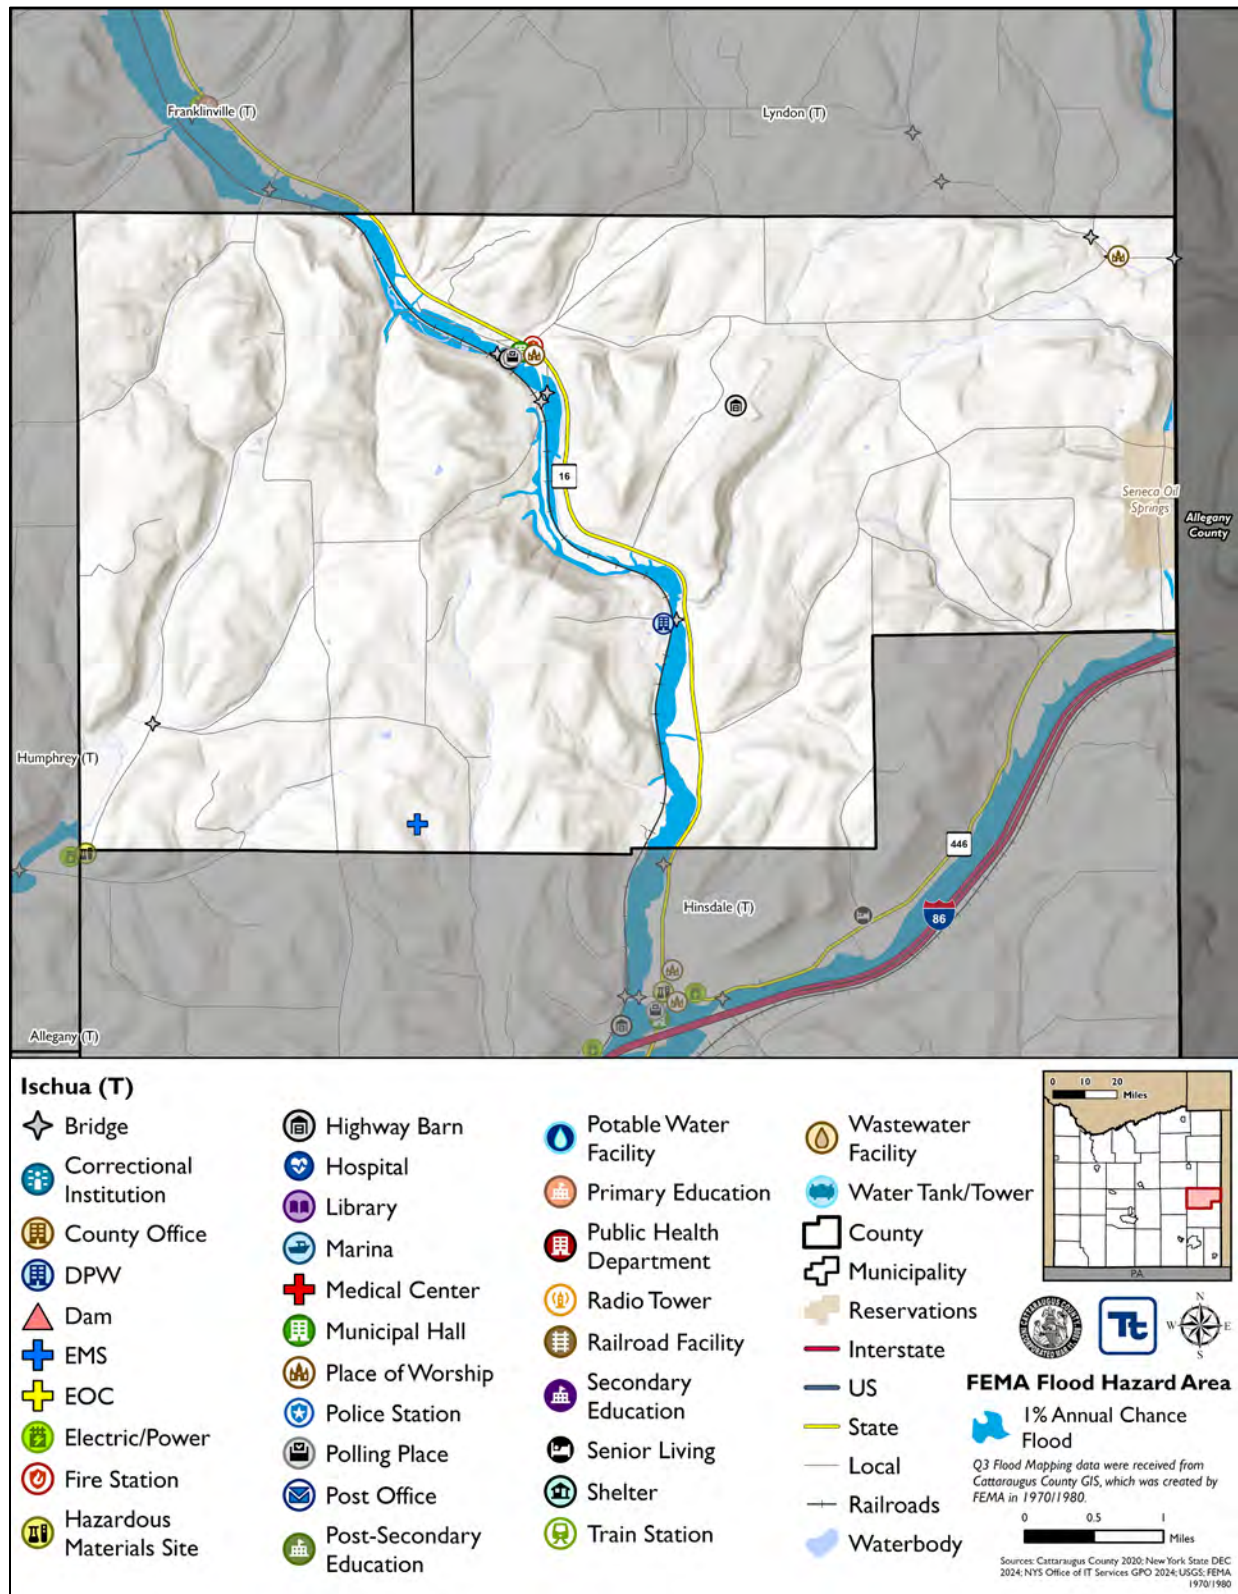 Franklinville (T)
Lyndon (T)
16
Seneca Oil
Springs
Allegany
County
Humphrey (T)
446
Hinsdale (T)
86
Allegany (T)
Ischua (T)
Bridge
Correctional
Institution
County Office
DPW
Dam
EMS
EOC
Electric/Power
Fire Station
Hazardous
Materials Site
Highway Barn
Hospital
Library
Marina
Medical Center
Municipal Hall
Place of Worship
Police Station
Polling Place
Post Office
Post-Secondary
Education
Potable Water
Facility
Primary Education
Public Health
Department
Radio Tower
Railroad Facility
Secondary
Education
Senior Living
Shelter
Train Station
Wastewater
Facility
Water Tank/Tower
County
Municipality
Reservations
Interstate
US
State
Local
Railroads
Waterbody
0 10 20
Miles
PA
Tt
N
W E
S
FEMA Flood Hazard Area
1% Annual Chance
Flood
Q3 Flood Mapping data were received from
Cattaraugus County GIS, which was created by
FEMA in 1970/1980.
0 0.5 1
Miles
Sources: Cattaraugus County 2020; New York State DEC
2024; NYS Office of IT Services GPO 2024; USGS; FEMA
1970/1980